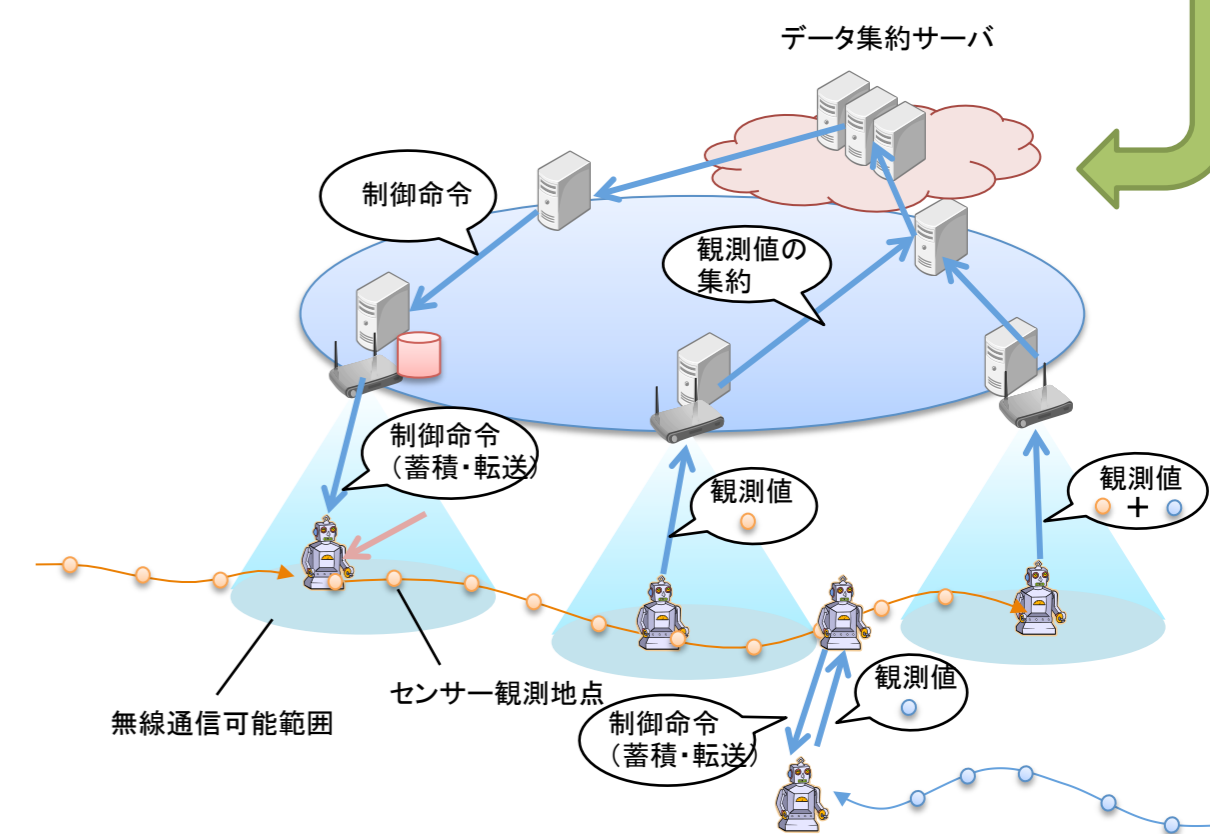 データ集約サーバ
制御命令
観測値の
集約
制御命令
（蓄積・転送）
観測値
観測値
＋
センサー観測地点
無線通信可能範囲
観測値
制御命令
（蓄積・転送）